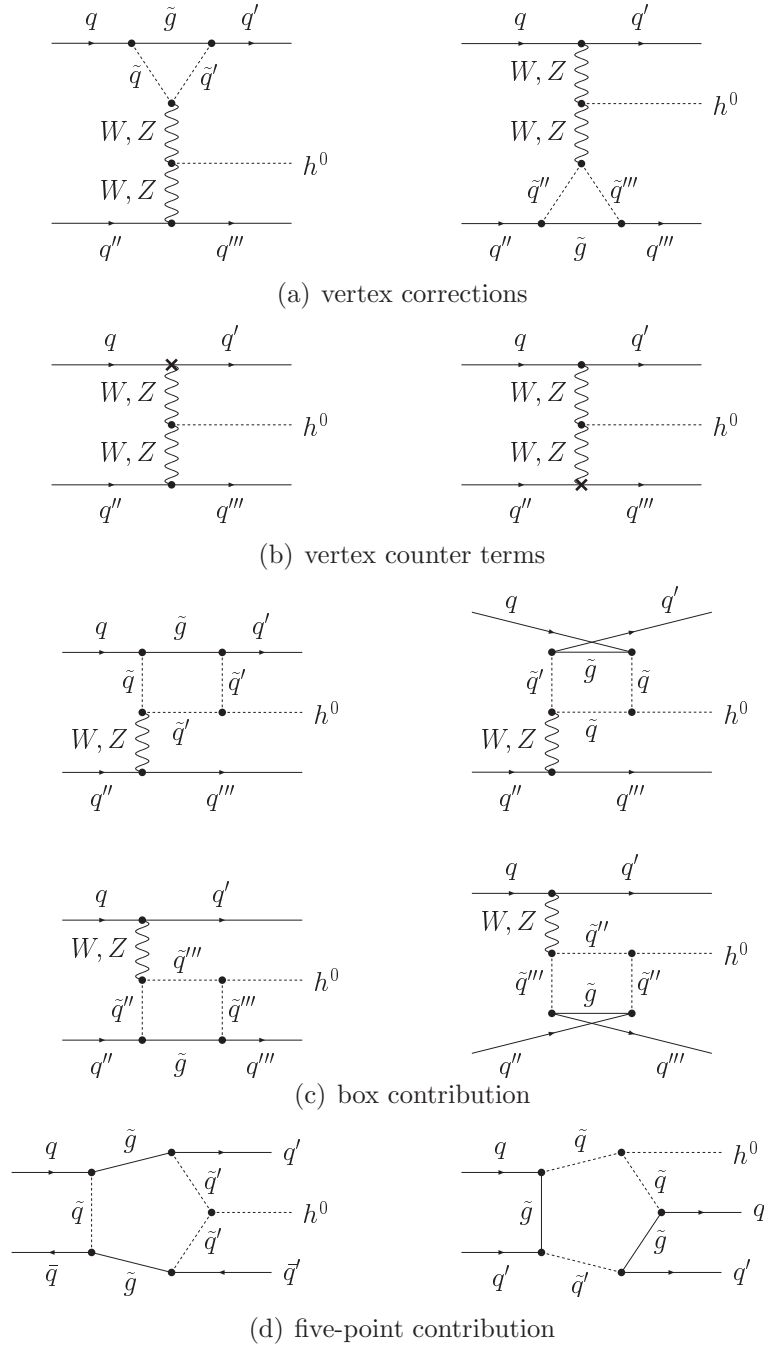 q g̃ q′ q g̃ q′
q̃ q̃′ W, Z
W, Z h⁰
W, Z h⁰ W, Z
W, Z q̃″ q̃‴
q″ q‴ q″ g̃ q‴
(a) vertex corrections
q q′ q q′
W, Z W, Z
h⁰ h⁰
W, Z W, Z
q″ q‴ q″ q‴
(b) vertex counter terms
q g̃ q′ q q′
q̃ q̃′ q̃′ g̃ q̃
h⁰ h⁰
W, Z q̃′ W, Z q̃
q″ q‴ q″ q‴
q q′ q q′
W, Z q̃‴ W, Z q̃″
h⁰ h⁰
q̃″ q̃‴ q̃‴ g̃ q̃″
q″ g̃ q‴ q″ q‴
(c) box contribution
q g̃ q′ q q̃ h⁰
q̃ q̃′ h⁰ g̃ q̃ q
q̃′ g̃
q̄ g̃ q̄′ q′ q̃′ q′
(d) five-point contribution